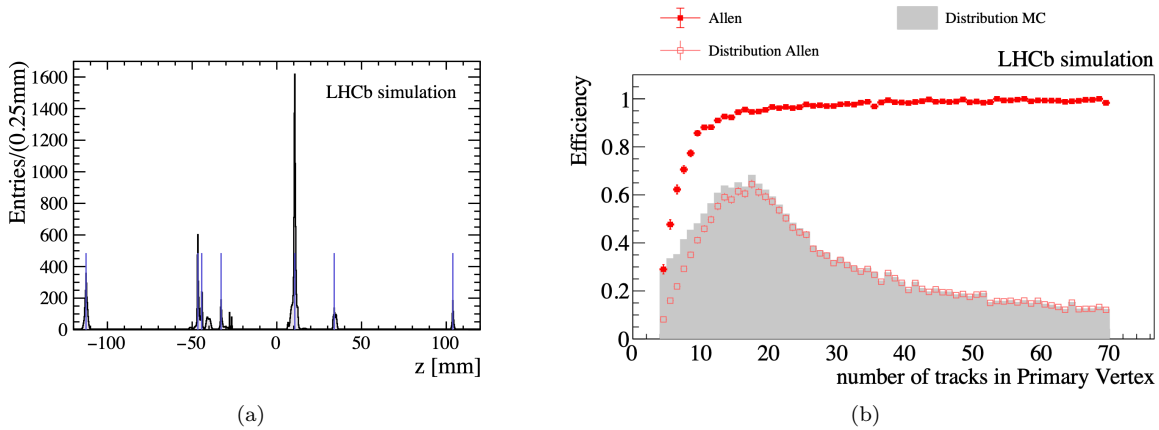 Entries/(0.25mm)
1600
1400
1200
1000
800
600
400
200
0
−100
−50
0
50
100
z [mm]
LHCb simulation
(a)
Allen
Distribution MC
Distribution Allen
LHCb simulation
Efficiency
1
0.8
0.6
0.4
0.2
0
0
10
20
30
40
50
60
70
number of tracks in Primary Vertex
(b)